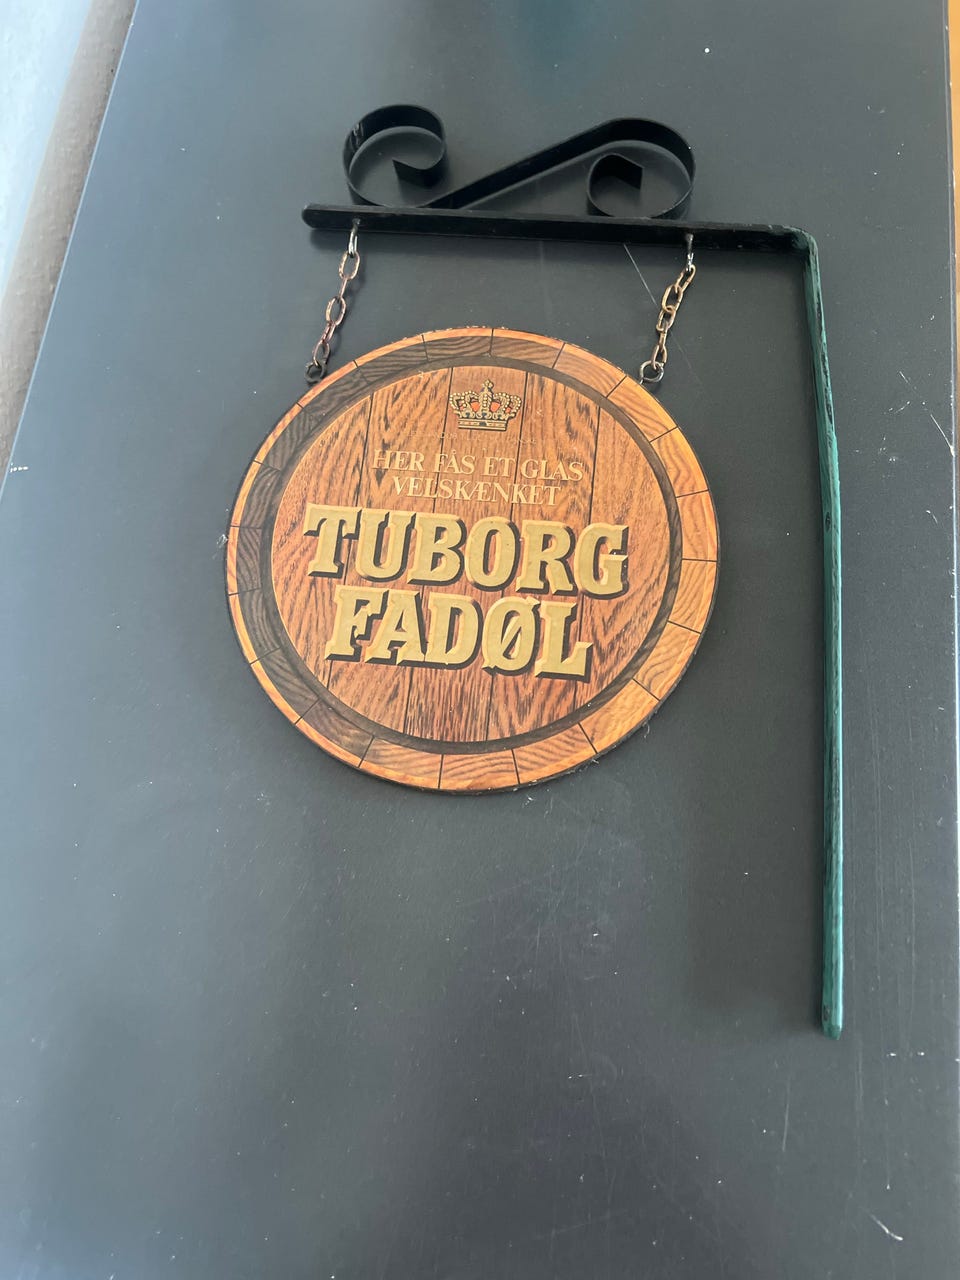 HER FÅS ET GLAS
VELSKÆNKET
TUBORG
FADØL